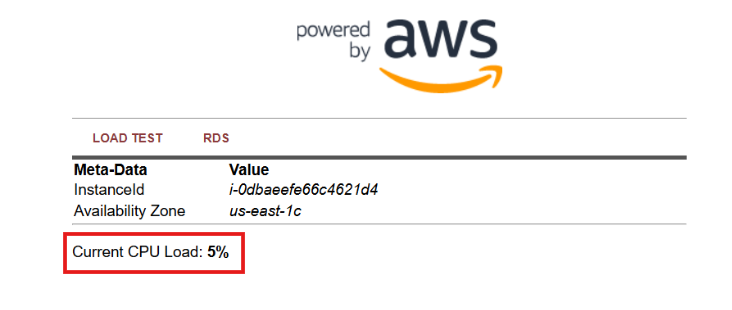 powered
by aws
LOAD TEST RDS
Meta-Data Value
InstanceId i-0dbaeefe66c4621d4
Availability Zone us-east-1c
Current CPU Load: 5%